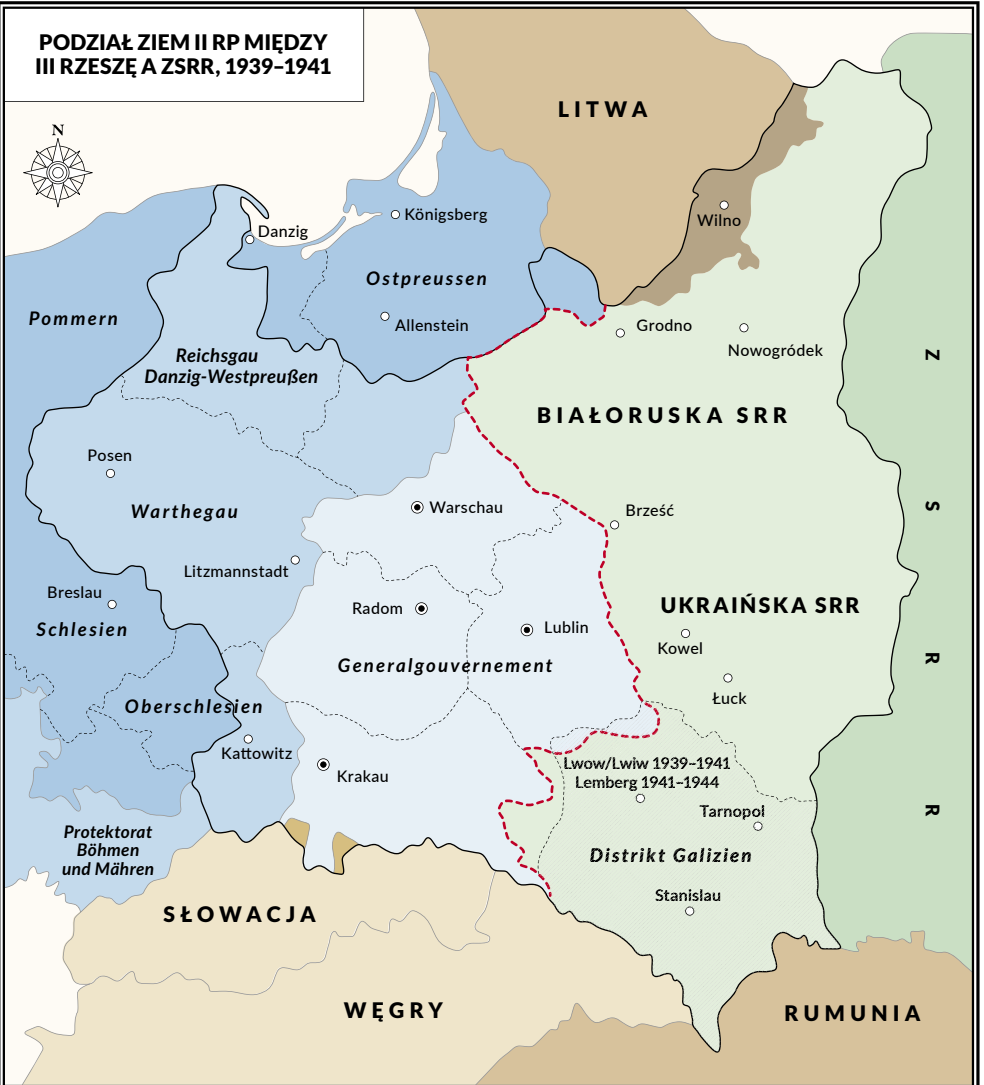 PODZIAŁ ZIEM II RP MIĘDZY
III RZESZĘ A ZSRR, 1939–1941
N
LITWA
Wilno
Königsberg
Danzig
Ostpreussen
Pommern
Allenstein
Grodno
Nowogródek
Reichsgau
Danzig-Westpreußen
Z
S
R
R
BIAŁORUSKA SRR
Posen
Warthegau
Warschau
Brześć
Litzmannstadt
Breslau
Schlesien
Radom
Lublin
UKRAIŃSKA SRR
Kowel
Generalgouvernement
Łuck
Oberschlesien
Kattowitz
Krakau
Lwow/Lwiw 1939–1941
Lemberg 1941–1944
Tarnopol
Protektorat
Böhmen
und Mähren
Distrikt Galizien
Stanislau
SŁOWACJA
WĘGRY
RUMUNIA